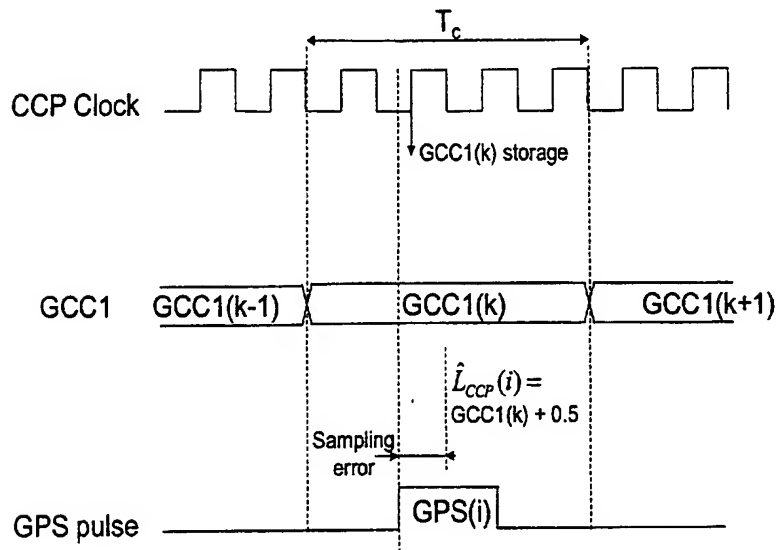 T_c
CCP Clock
GCC1(k) storage
GCC1
GCC1(k-1)
GCC1(k)
GCC1(k+1)
L̂_CCP(i) =
GCC1(k) + 0.5
Sampling
error
GPS pulse
GPS(i)